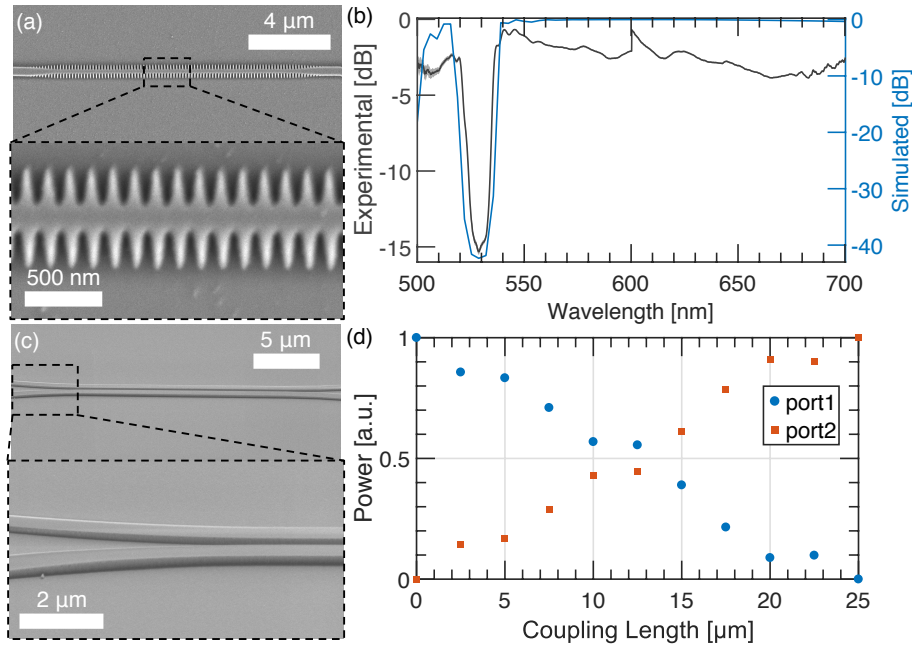 (a)
4 μm
500 nm
(b)
0
-5
-10
-15
Experimental [dB]
0
-10
-20
-30
-40
Simulated [dB]
500
550
600
650
700
Wavelength [nm]
(c)
5 μm
2 μm
(d)
1
0.5
0
Power [a.u.]
port1
port2
0
5
10
15
20
25
Coupling Length [μm]